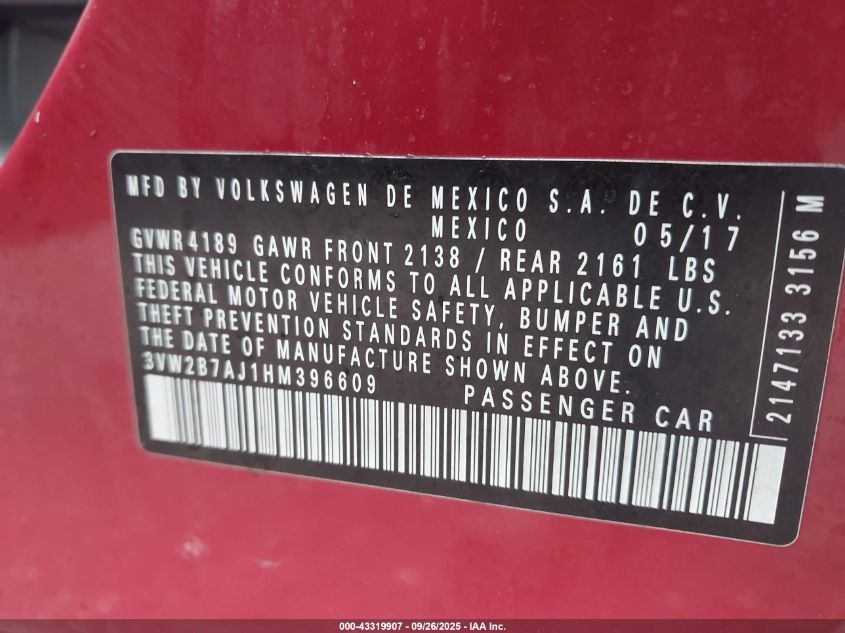 MFD BY VOLKSWAGEN DE MEXICO S.A. DE C.V.
MEXICO 05/17
GVWR4189 GAWR FRONT 2138 / REAR 2161 LBS
THIS VEHICLE CONFORMS TO ALL APPLICABLE U.S.
FEDERAL MOTOR VEHICLE SAFETY, BUMPER AND
THEFT PREVENTION STANDARDS IN EFFECT ON
THE DATE OF MANUFACTURE SHOWN ABOVE.
3VW2B7AJ1HM396609 PASSENGER CAR
2147133 3156 M
000-43319907 - 09/26/2025 - IAA Inc.